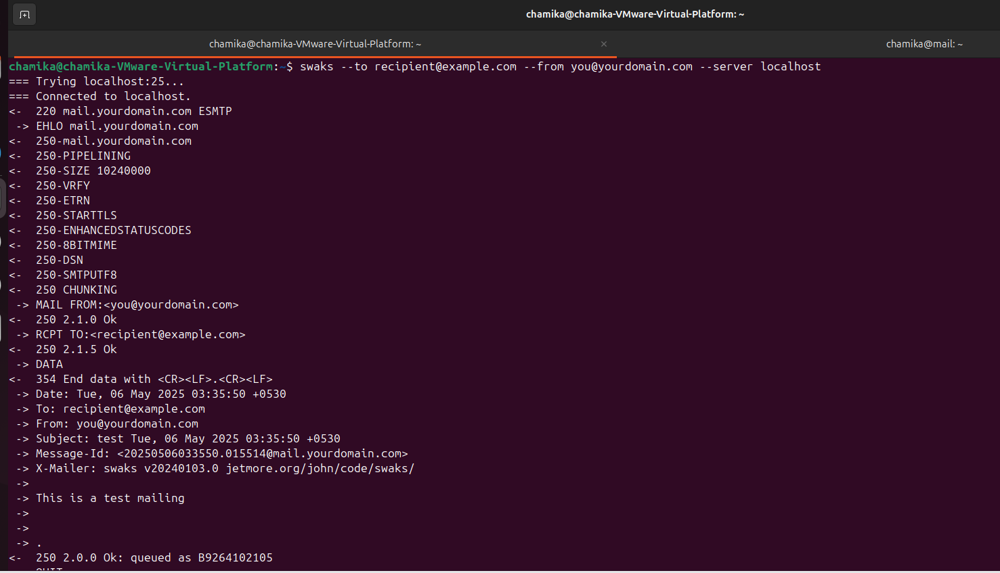 chamika@chamika-VMware-Virtual-Platform: ~
chamika@chamika-VMware-Virtual-Platform: ~ × chamika@mail: ~
chamika@chamika-VMware-Virtual-Platform:~$ swaks --to recipient@example.com --from you@yourdomain.com --server localhost
=== Trying localhost:25...
=== Connected to localhost.
<-  220 mail.yourdomain.com ESMTP
 -> EHLO mail.yourdomain.com
<-  250-mail.yourdomain.com
<-  250-PIPELINING
<-  250-SIZE 10240000
<-  250-VRFY
<-  250-ETRN
<-  250-STARTTLS
<-  250-ENHANCEDSTATUSCODES
<-  250-8BITMIME
<-  250-DSN
<-  250-SMTPUTF8
<-  250 CHUNKING
 -> MAIL FROM:<you@yourdomain.com>
<-  250 2.1.0 Ok
 -> RCPT TO:<recipient@example.com>
<-  250 2.1.5 Ok
 -> DATA
<-  354 End data with <CR><LF>.<CR><LF>
 -> Date: Tue, 06 May 2025 03:35:50 +0530
 -> To: recipient@example.com
 -> From: you@yourdomain.com
 -> Subject: test Tue, 06 May 2025 03:35:50 +0530
 -> Message-Id: <20250506033550.015514@mail.yourdomain.com>
 -> X-Mailer: swaks v20240103.0 jetmore.org/john/code/swaks/
 ->
 -> This is a test mailing
 ->
 ->
 -> .
<-  250 2.0.0 Ok: queued as B9264102105
 -> QUIT